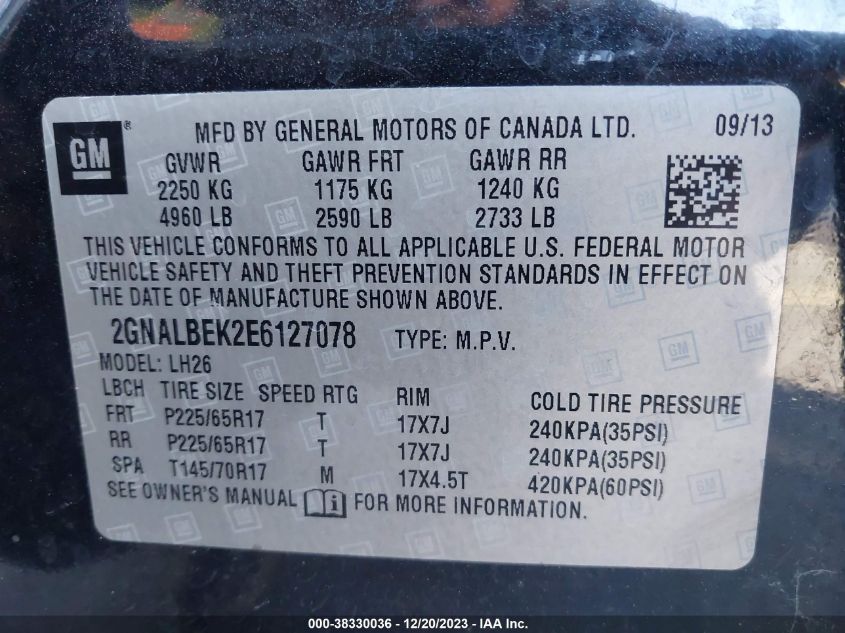 GM ® MFD BY GENERAL MOTORS OF CANADA LTD. 09/13
GVWR GAWR FRT GAWR RR
2250 KG 1175 KG 1240 KG
4960 LB 2590 LB 2733 LB
THIS VEHICLE CONFORMS TO ALL APPLICABLE U.S. FEDERAL MOTOR
VEHICLE SAFETY AND THEFT PREVENTION STANDARDS IN EFFECT ON
THE DATE OF MANUFACTURE SHOWN ABOVE.
2GNALBEK2E6127078 TYPE: M.P.V.
MODEL: LH26
LBCH TIRE SIZE SPEED RTG RIM COLD TIRE PRESSURE
FRT P225/65R17 T 17X7J 240KPA(35PSI)
RR P225/65R17 T 17X7J 240KPA(35PSI)
SPA T145/70R17 M 17X4.5T 420KPA(60PSI)
SEE OWNER'S MANUAL i FOR MORE INFORMATION.
000-38330036 - 12/20/2023 - IAA Inc.